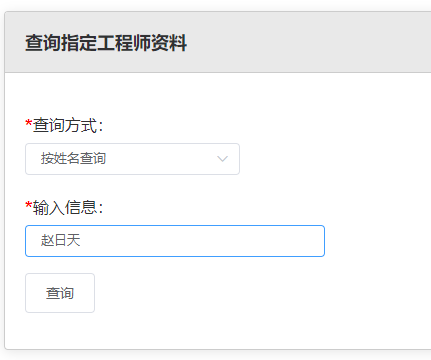 查询指定工程师资料
*查询方式：
按姓名查询
*输入信息：
赵日天
查询